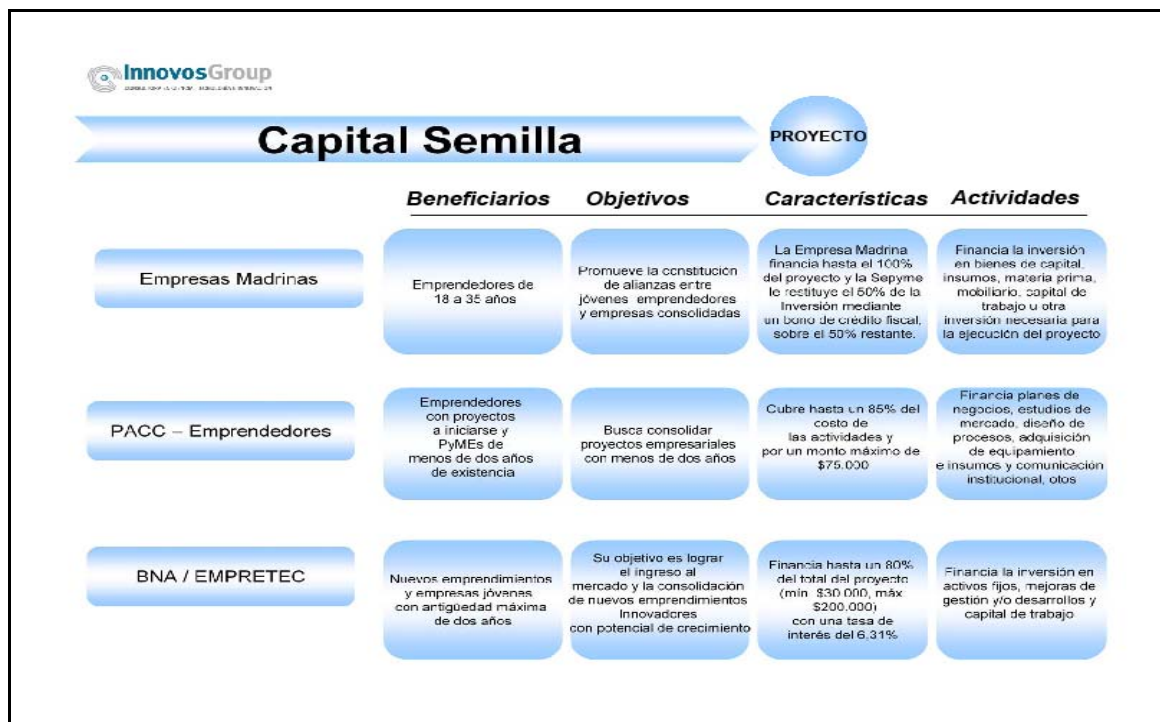 InnovosGroup
Capital Semilla
PROYECTO
Beneficiarios
Objetivos
Características
Actividades
Empresas Madrinas
Emprendedores de
18 a 35 años
Promueve la constitución
de alianzas entre
jóvenes emprendedores
y empresas consolidadas
La Empresa Madrina
financia hasta el 100%
del proyecto y la Sepyme
le restituye el 50% de la
Inversión mediante
un bono de crédito fiscal,
sobre el 50% restante.
Financia la inversión
en bienes de capital,
insumos, materia prima,
mobiliario, capital de
trabajo u otra
inversión necesaria para
la ejecución del proyecto
PACC – Emprendedores
Emprendedores
con proyectos
a iniciarse y
PyMEs de
menos de dos años
de existencia
Busca consolidar
proyectos empresariales
con menos de dos años
Cubre hasta un 85% del
costo de
las actividades y
por un monto máximo de
$75.000
Financia planes de
negocios, estudios de
mercado, diseño de
procesos, adquisición
de equipamiento
e insumos y comunicación
institucional, otos
BNA / EMPRETEC
Nuevos emprendimientos
y empresas jóvenes
con antigüedad máxima
de dos años
Su objetivo es lograr
el ingreso al
mercado y la consolidación
de nuevos emprendimientos
Innovadores
con potencial de crecimiento
Financia hasta un 80%
del total del proyecto
(mín. $30.000, máx
$200.000)
con una tasa de
interés del 6,31%
Financia la inversión en
activos fijos, mejoras de
gestión y/o desarrollos y
capital de trabajo